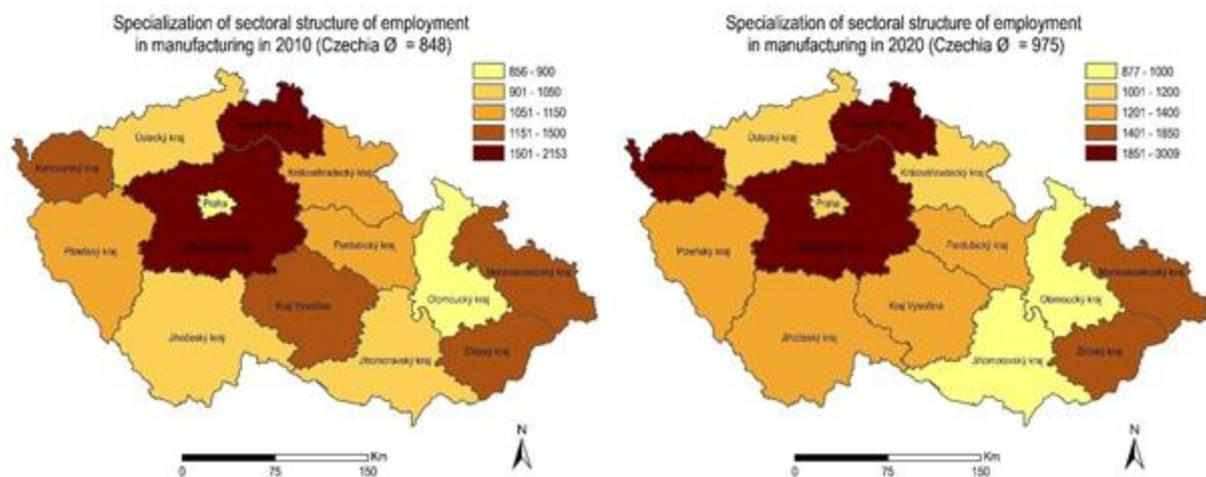 Specialization of sectoral structure of employment
in manufacturing in 2010 (Czechia Ø = 848)
856 - 900
901 - 1050
1051 - 1150
1151 - 1500
1501 - 2153
Ústecký kraj
Karlovarský kraj
Královéhradecký kraj
Praha
Plzeňský kraj
Pardubický kraj
Moravskoslezský kraj
Olomoucký kraj
Kraj Vysočina
Jihočeský kraj
Jihomoravský kraj
Zlínský kraj
N
Km
0 75 150
Specialization of sectoral structure of employment
in manufacturing in 2020 (Czechia Ø = 975)
877 - 1000
1001 - 1200
1201 - 1400
1401 - 1850
1851 - 3009
Ústecký kraj
Královéhradecký kraj
Praha
Plzeňský kraj
Pardubický kraj
Moravskoslezský kraj
Olomoucký kraj
Kraj Vysočina
Jihočeský kraj
Jihomoravský kraj
Zlínský kraj
N
Km
0 75 150